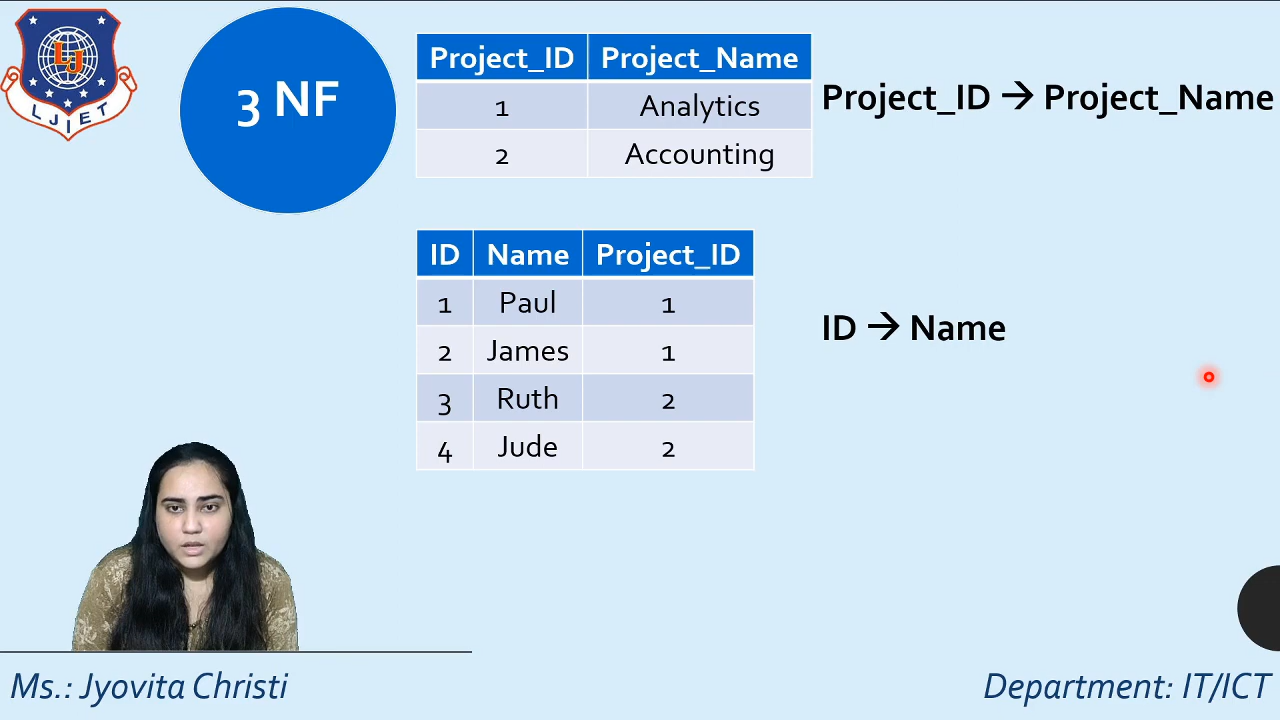 LJ
LJIET
3 NF
Project_ID Project_Name
1 Analytics
2 Accounting
Project_ID → Project_Name
ID Name Project_ID
1 Paul 1
2 James 1
3 Ruth 2
4 Jude 2
ID → Name
Ms.: Jyovita Christi
Department: IT/ICT